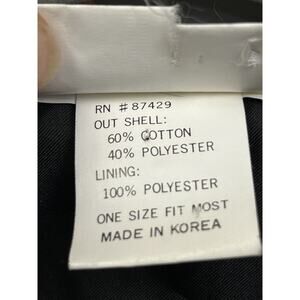 RN # 87429
OUT SHELL:
60% COTTON
40% POLYESTER
LINING:
100% POLYESTER
ONE SIZE FIT MOST
MADE IN KOREA